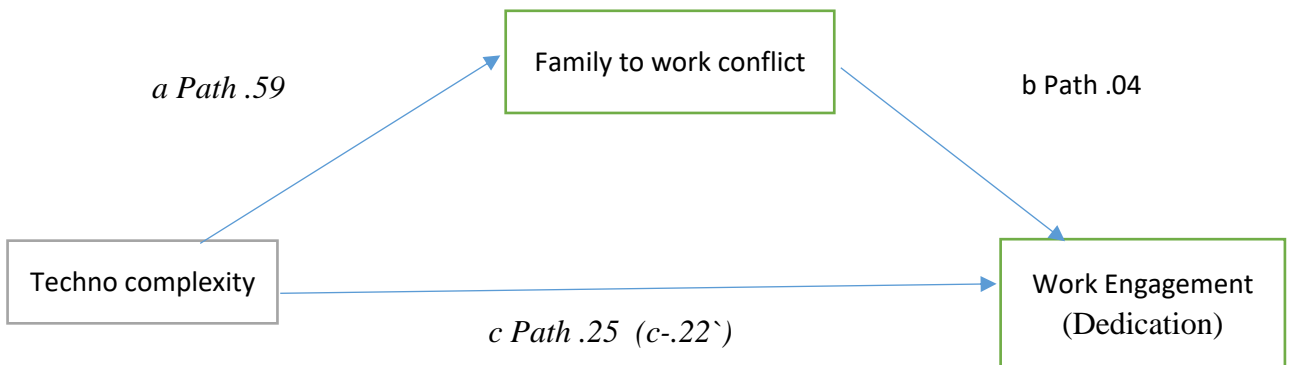 Family to work conflict
a Path .59
b Path .04
Techno complexity
Work Engagement
(Dedication)
c Path .25 (c-.22`)